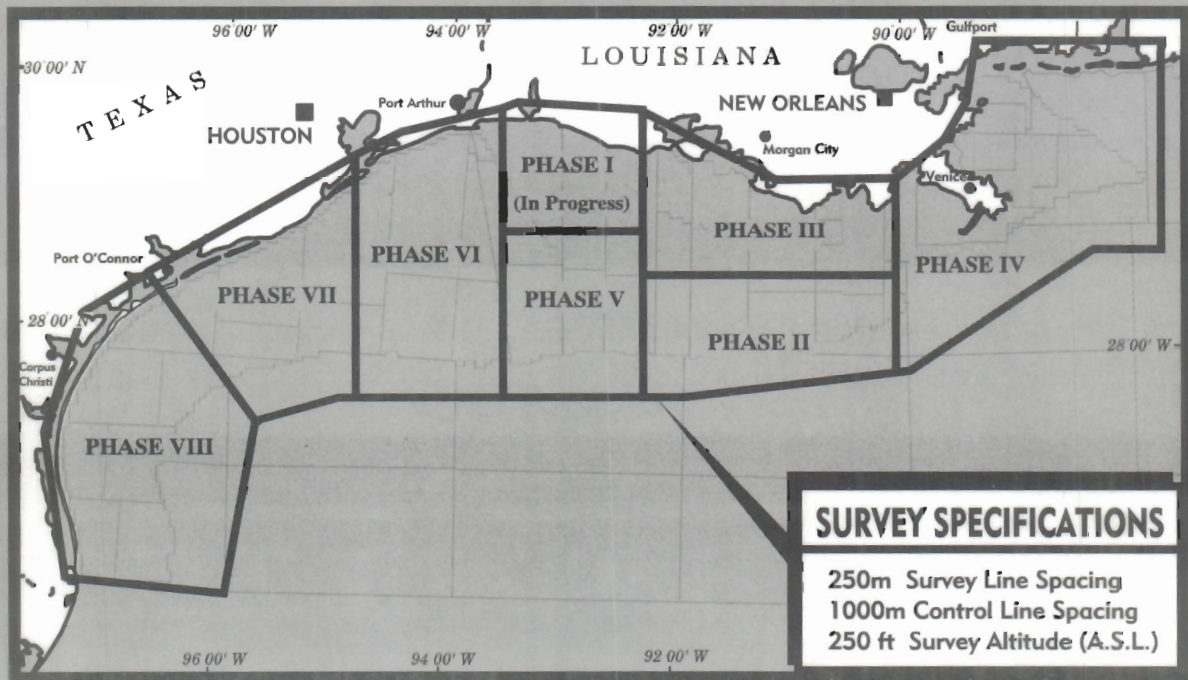 96°00' W
94°00' W
92°00' W
90°00' W
Gulfport
30°00' N
TEXAS
LOUISIANA
Port Arthur
HOUSTON
NEW ORLEANS
Morgan City
Venice
PHASE I
(In Progress)
PHASE III
PHASE IV
PHASE VI
Port O'Connor
PHASE VII
PHASE V
28°00' N
PHASE II
28°00' W
Corpus
Christi
PHASE VIII
SURVEY SPECIFICATIONS
250m Survey Line Spacing
1000m Control Line Spacing
250 ft Survey Altitude (A.S.L.)
96°00' W
94°00' W
92°00' W